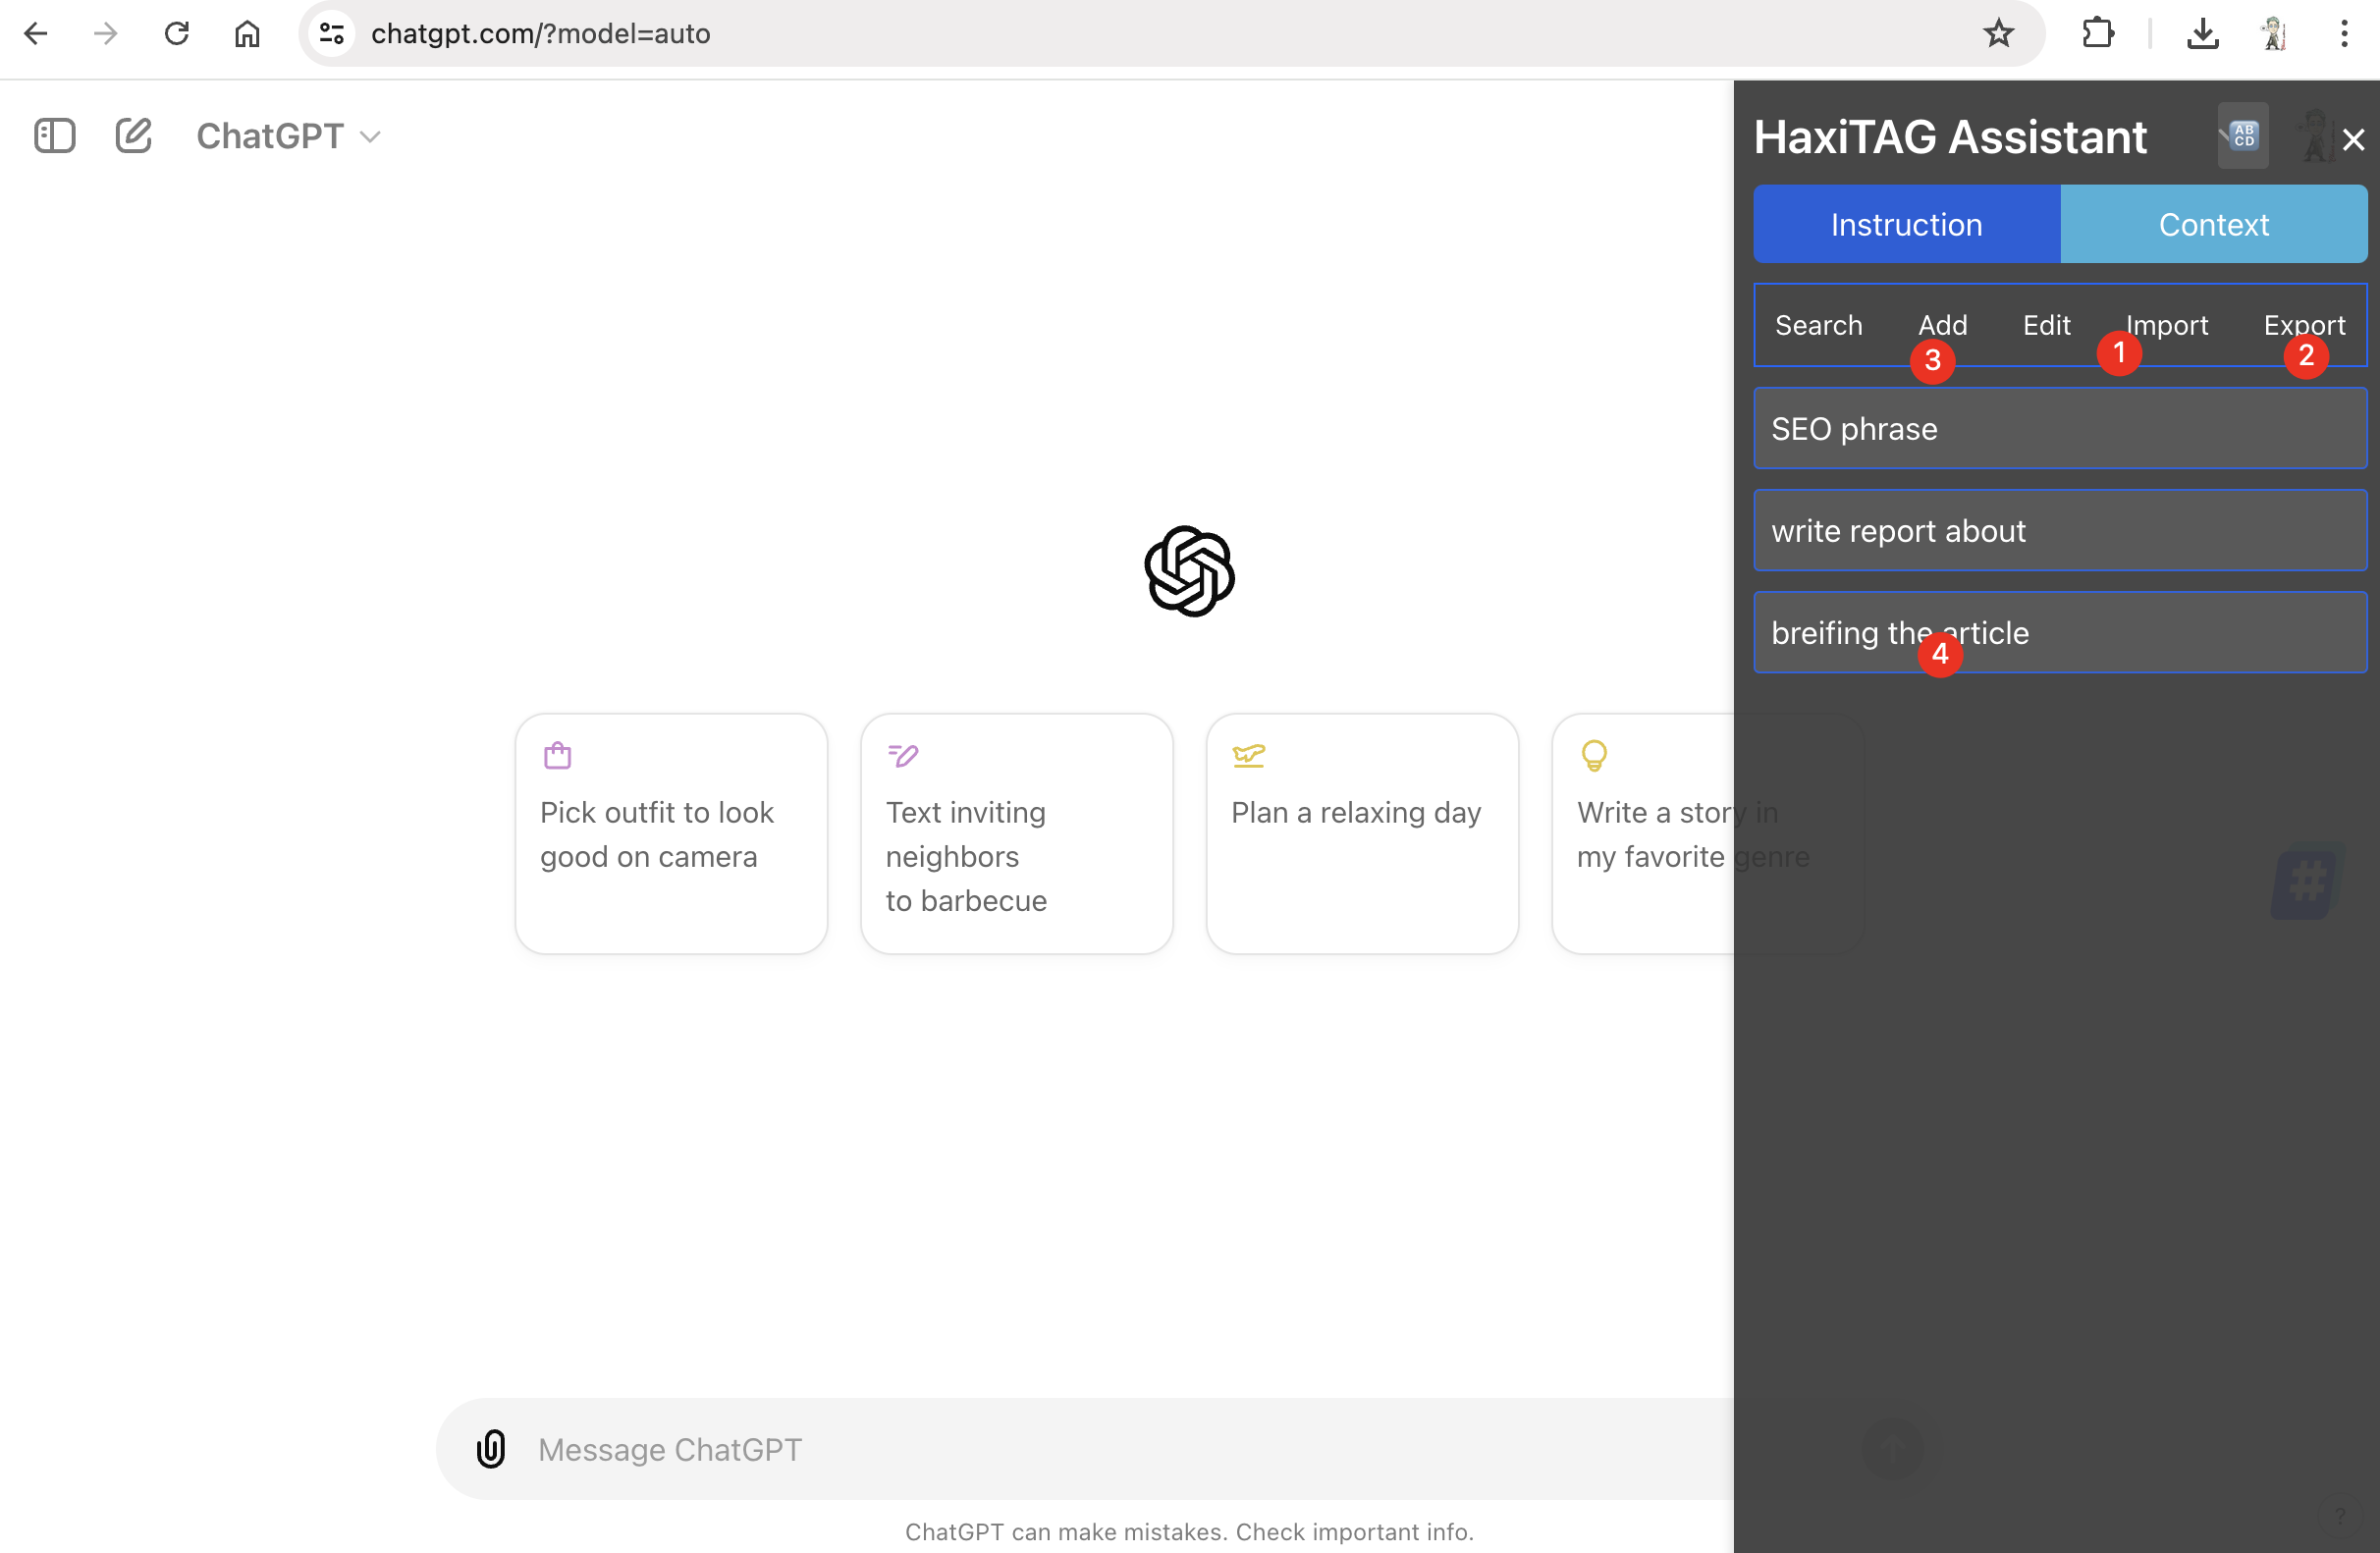 chatgpt.com/?model=auto
ChatGPT
HaxiTAG Assistant
AB
CD
Instruction Context
Search Add Edit Import Export
3 1 2
SEO phrase
write report about
breifing the article
4
Pick outfit to look
good on camera
Text inviting
neighbors
to barbecue
Plan a relaxing day
Write a story in
my favorite genre
#
Message ChatGPT
ChatGPT can make mistakes. Check important info.
?